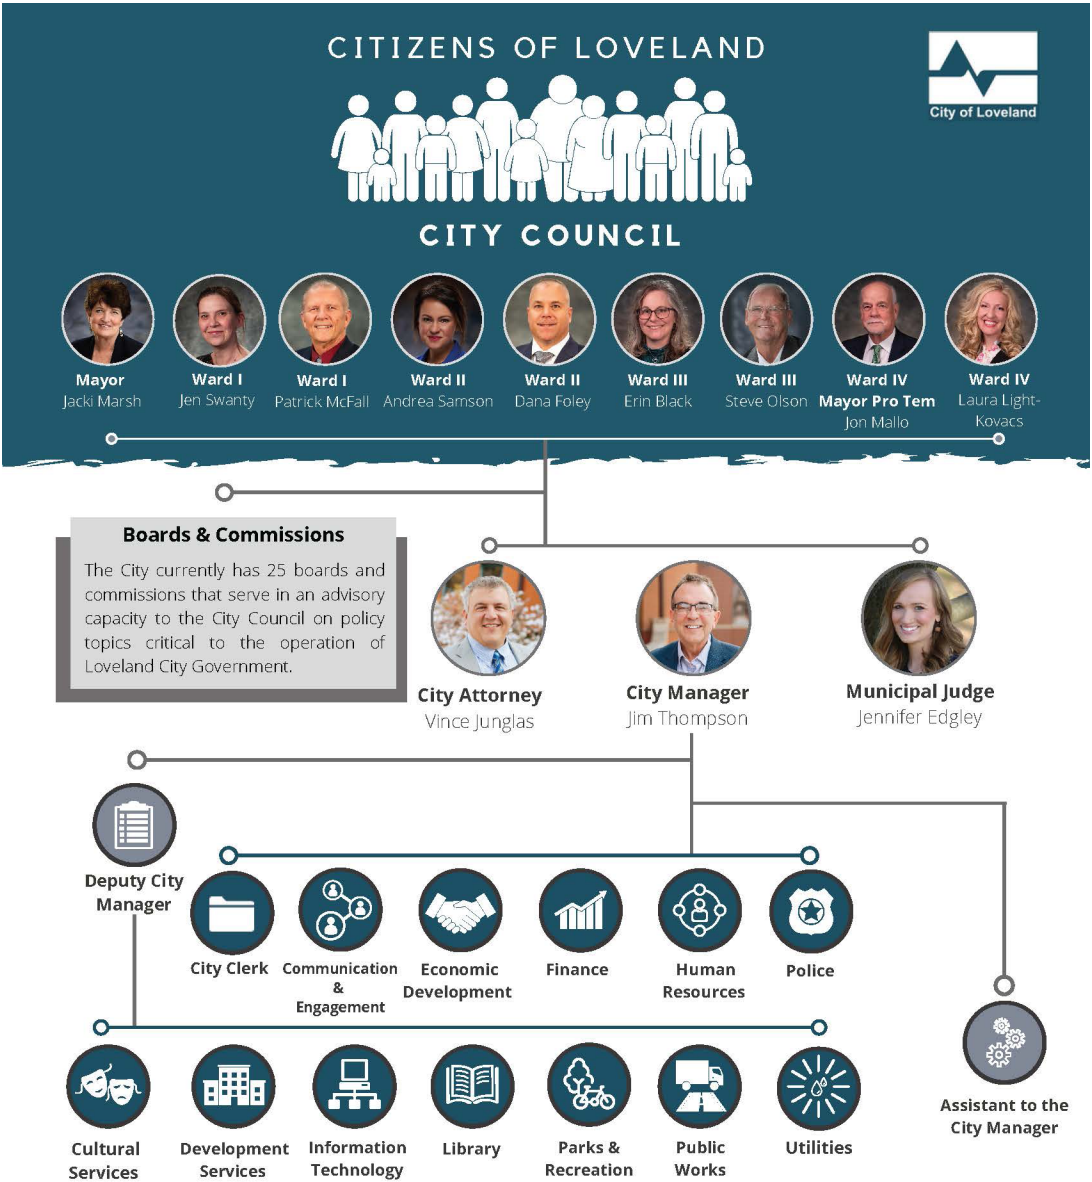 CITIZENS OF LOVELAND
City of Loveland
CITY COUNCIL
Mayor
Jacki Marsh
Ward I
Jen Swanty
Ward I
Patrick McFall
Ward II
Andrea Samson
Ward II
Dana Foley
Ward III
Erin Black
Ward III
Steve Olson
Ward IV
Mayor Pro Tem
Jon Mallo
Ward IV
Laura Light-
Kovacs
Boards & Commissions
The City currently has 25 boards and
commissions that serve in an advisory
capacity to the City Council on policy
topics critical to the operation of
Loveland City Government.
City Attorney
Vince Junglas
City Manager
Jim Thompson
Municipal Judge
Jennifer Edgley
Deputy City
Manager
City Clerk
Communication
&
Engagement
Economic
Development
Finance
Human
Resources
Police
Assistant to the
City Manager
Cultural
Services
Development
Services
Information
Technology
Library
Parks &
Recreation
Public
Works
Utilities